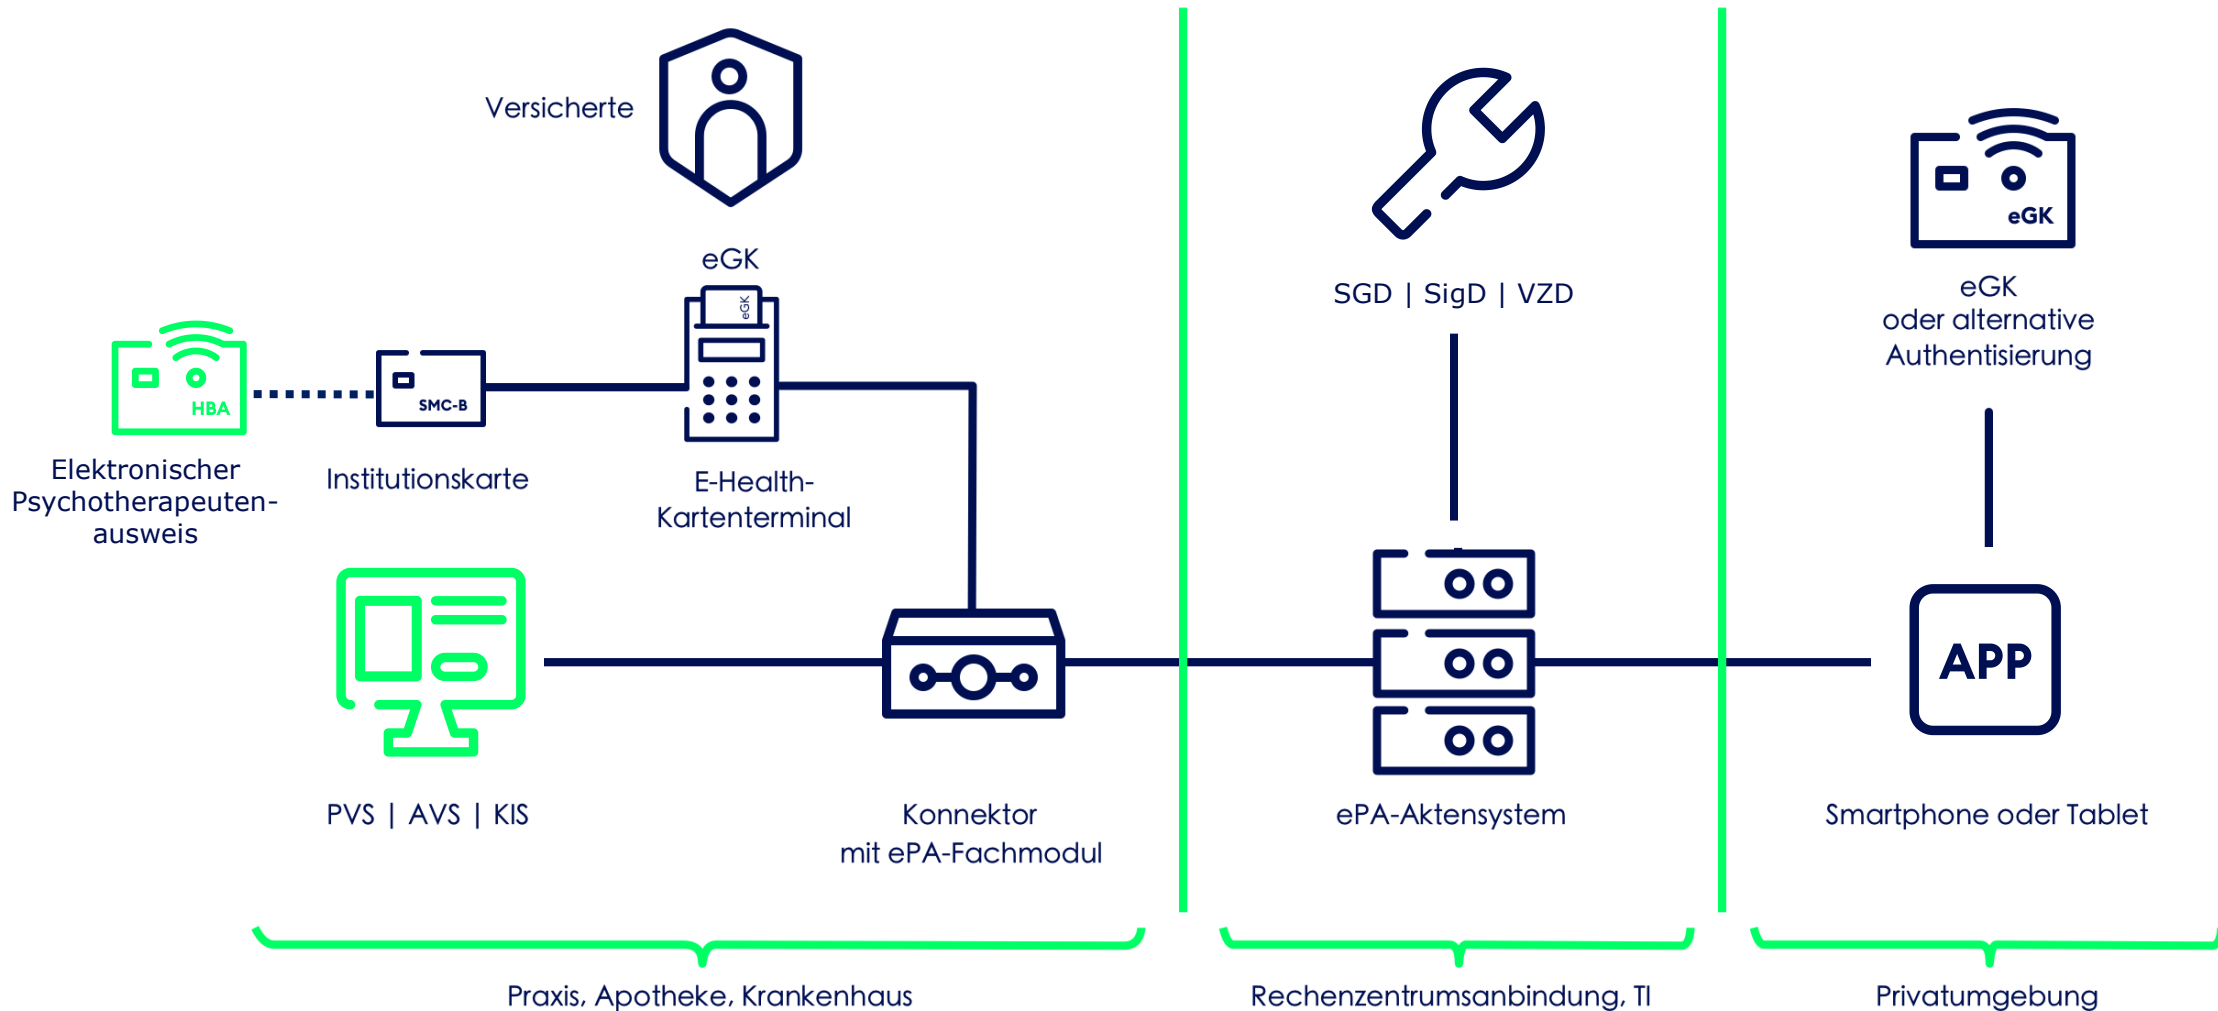 Versicherte
eGK
eGK
HBA
SMC-B
Elektronischer
Psychotherapeuten-
ausweis
Institutionskarte
E-Health-
Kartenterminal
PVS | AVS | KIS
Konnektor
mit ePA-Fachmodul
Praxis, Apotheke, Krankenhaus
SGD | SigD | VZD
ePA-Aktensystem
Rechenzentrumsanbindung, TI
eGK
eGK
oder alternative
Authentisierung
APP
Smartphone oder Tablet
Privatumgebung